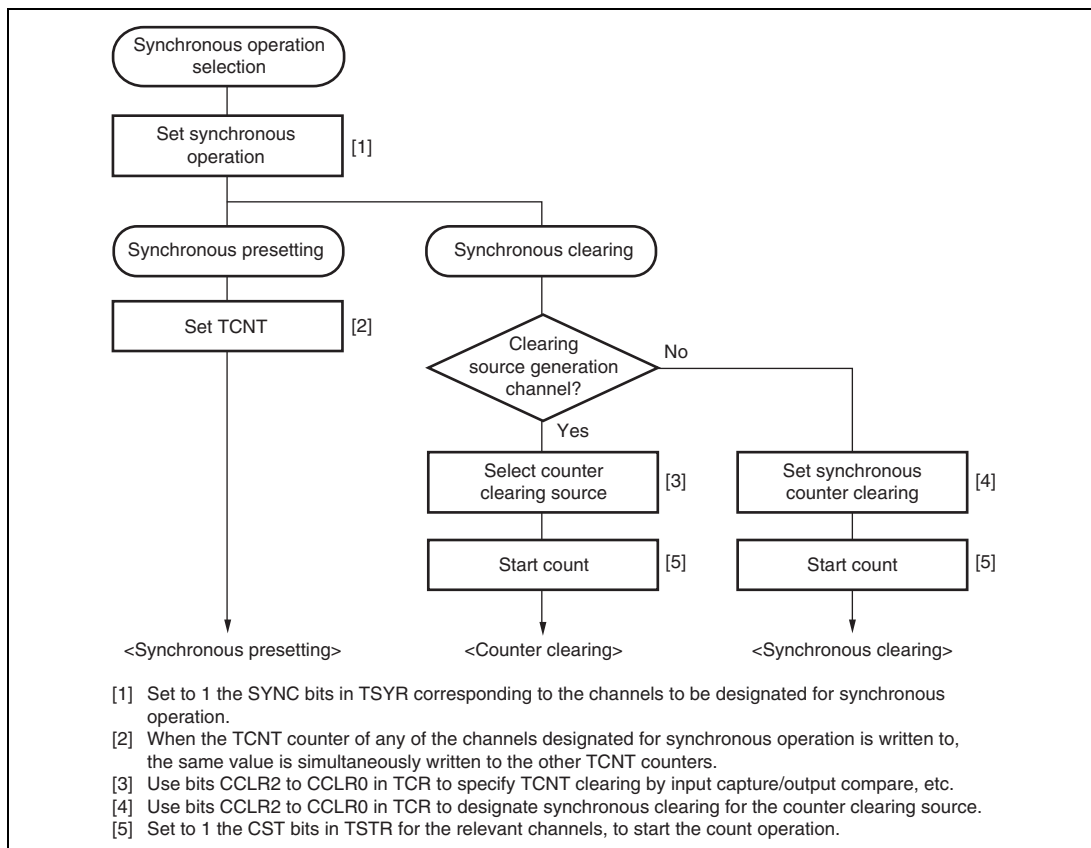 Synchronous operation
selection
Set synchronous
operation
[1]
Synchronous presetting
Synchronous clearing
Set TCNT
[2]
Clearing
source generation
channel?
No
Yes
Select counter
clearing source
[3]
Set synchronous
counter clearing
[4]
Start count
[5]
Start count
[5]
<Synchronous presetting>
<Counter clearing>
<Synchronous clearing>
[1] Set to 1 the SYNC bits in TSYR corresponding to the channels to be designated for synchronous
operation.
[2] When the TCNT counter of any of the channels designated for synchronous operation is written to,
the same value is simultaneously written to the other TCNT counters.
[3] Use bits CCLR2 to CCLR0 in TCR to specify TCNT clearing by input capture/output compare, etc.
[4] Use bits CCLR2 to CCLR0 in TCR to designate synchronous clearing for the counter clearing source.
[5] Set to 1 the CST bits in TSTR for the relevant channels, to start the count operation.